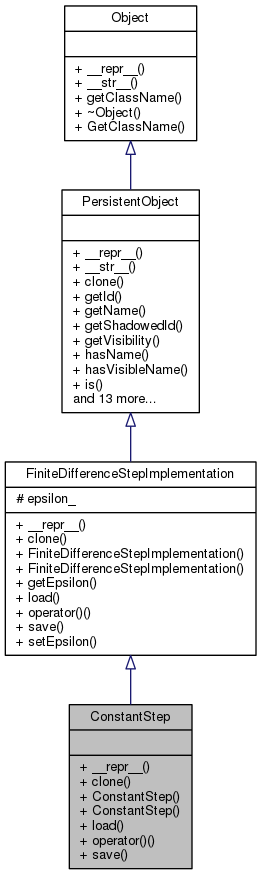 Object
+ __repr__()
+ __str__()
+ getClassName()
+ ~Object()
+ GetClassName()
PersistentObject
+ __repr__()
+ __str__()
+ clone()
+ getId()
+ getName()
+ getShadowedId()
+ getVisibility()
+ hasName()
+ hasVisibleName()
+ is()
and 13 more...
FiniteDifferenceStepImplementation
# epsilon_
+ __repr__()
+ clone()
+ FiniteDifferenceStepImplementation()
+ FiniteDifferenceStepImplementation()
+ getEpsilon()
+ load()
+ operator()()
+ save()
+ setEpsilon()
ConstantStep
+ __repr__()
+ clone()
+ ConstantStep()
+ ConstantStep()
+ load()
+ operator()()
+ save()